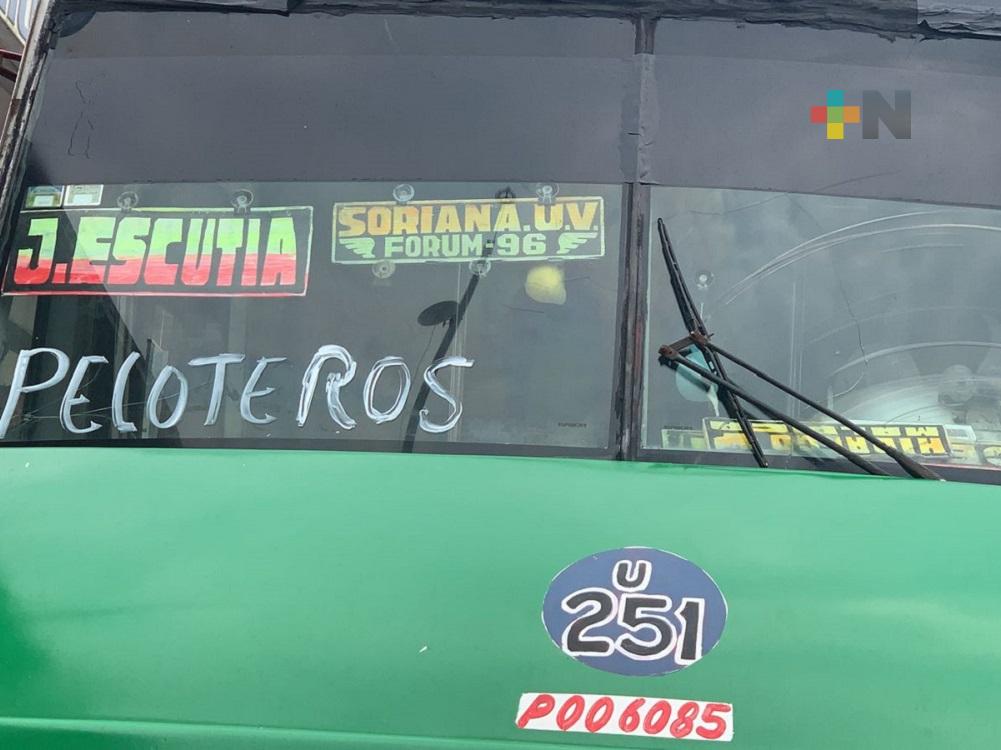 +N
J.ESCUTIA
SORIANA.U.V.
FORUM-96
PELOTEROS
U
251
P006085